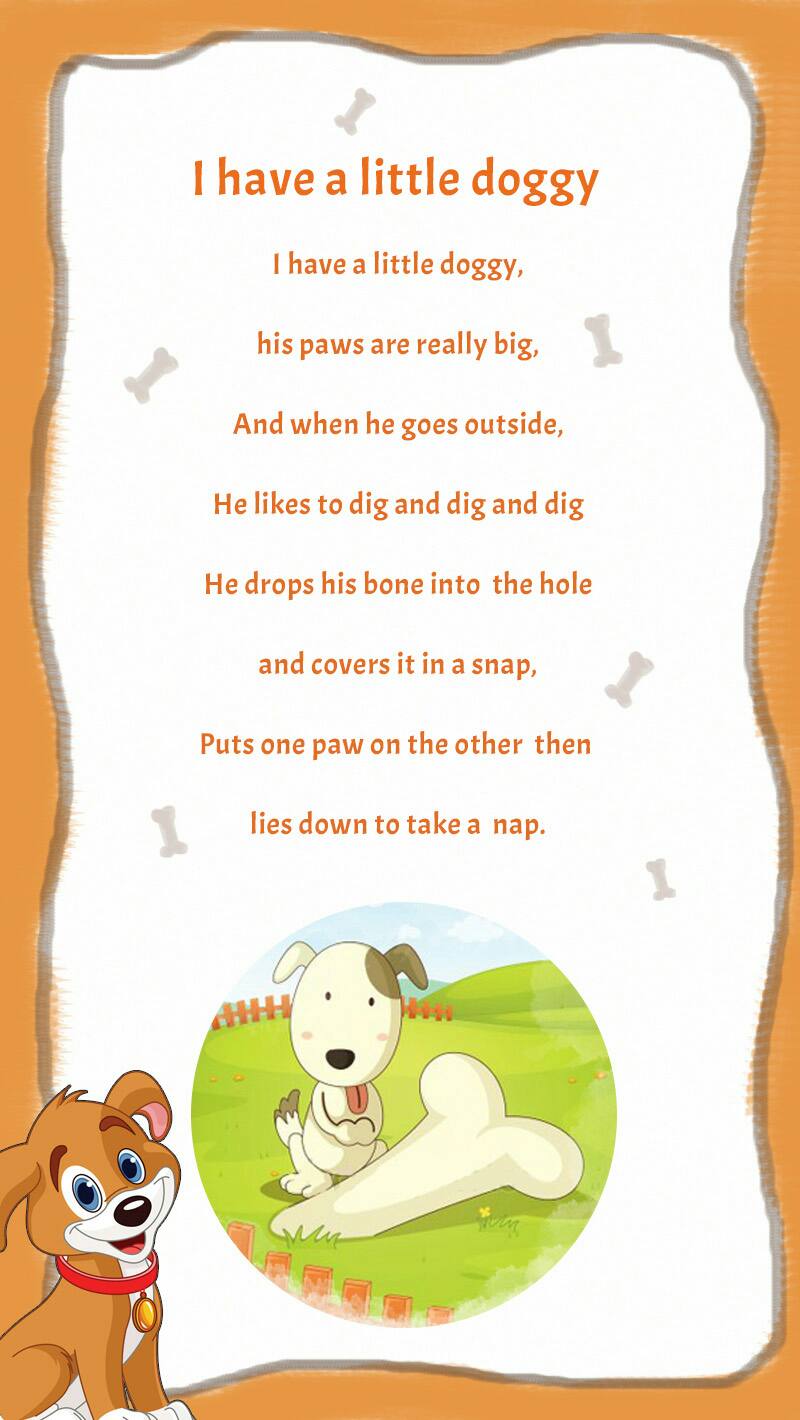 I have a little doggy
I have a little doggy,
his paws are really big,
And when he goes outside,
He likes to dig and dig and dig
He drops his bone into  the hole
and covers it in a snap,
Puts one paw on the other  then
lies down to take a  nap.